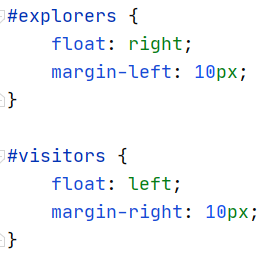 #explorers {
    float: right;
    margin-left: 10px;
}

#visitors {
    float: left;
    margin-right: 10px;
}